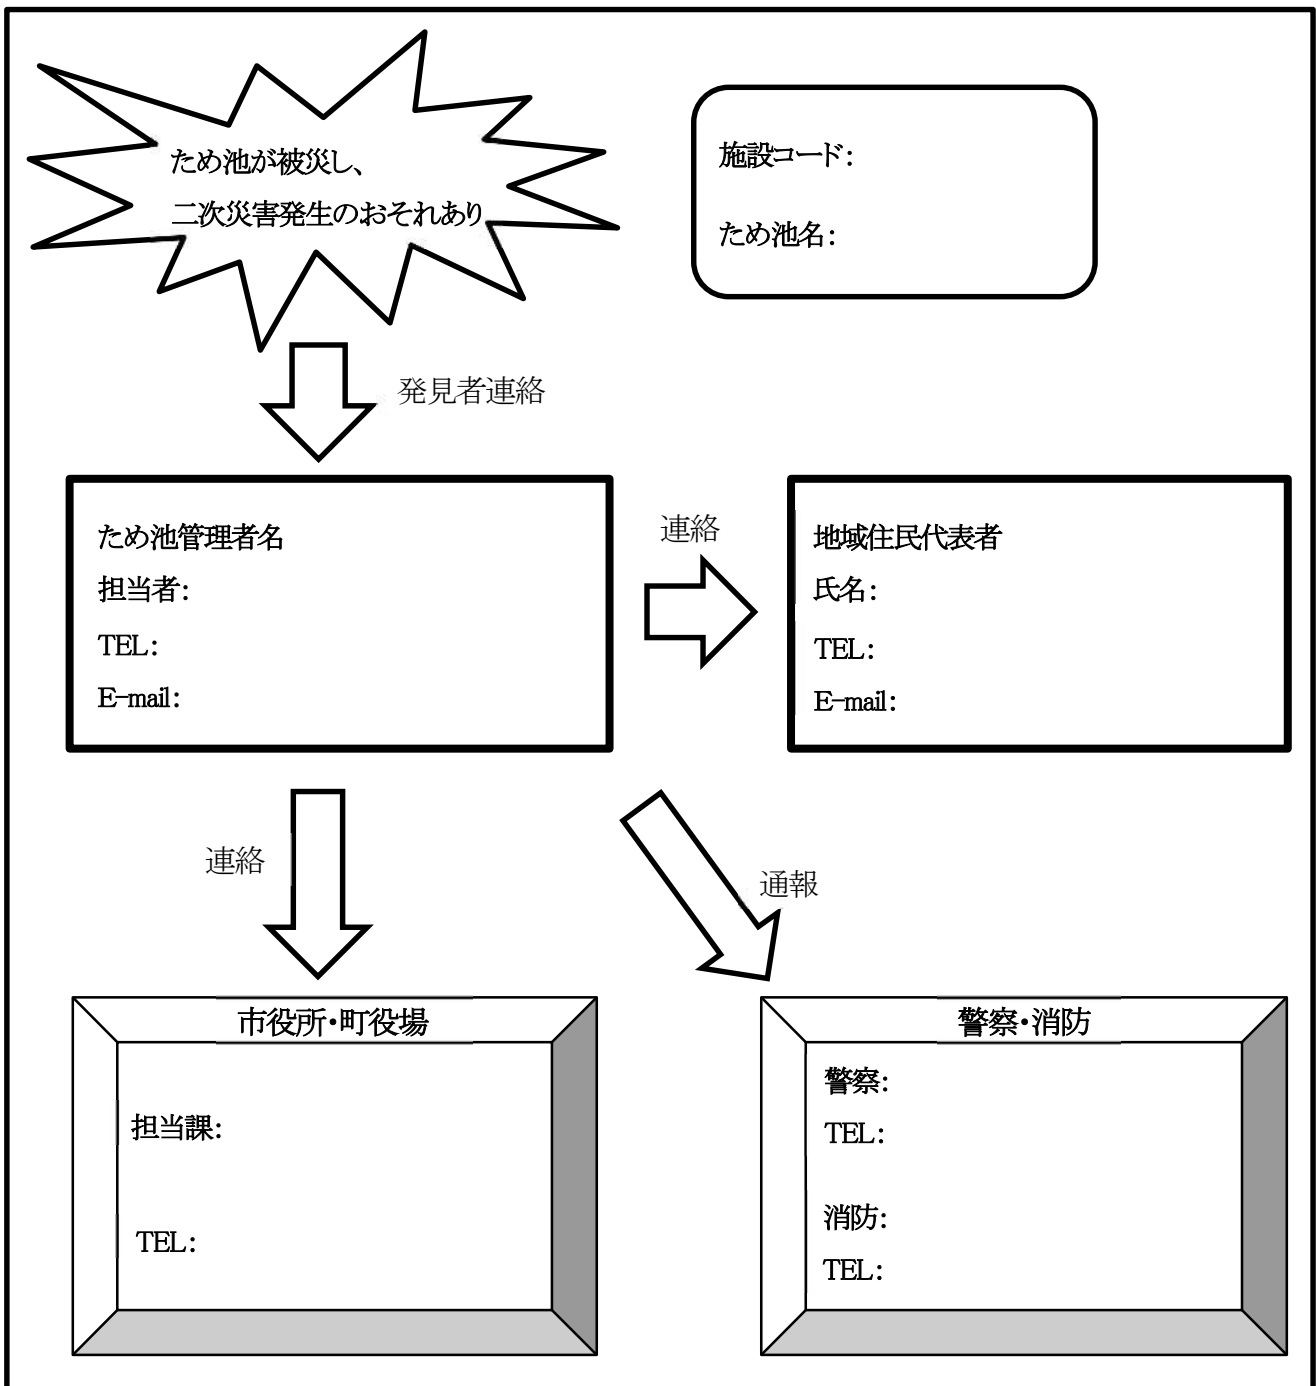 ため池が被災し、
二次災害発生のおそれあり
施設コード：
ため池名：
発見者連絡
ため池管理者名
担当者：
TEL：
E-mail：
連絡
地域住民代表者
氏名：
TEL：
E-mail：
連絡
通報
市役所・町役場
担当課：
TEL：
警察・消防
警察：
TEL：
消防：
TEL：